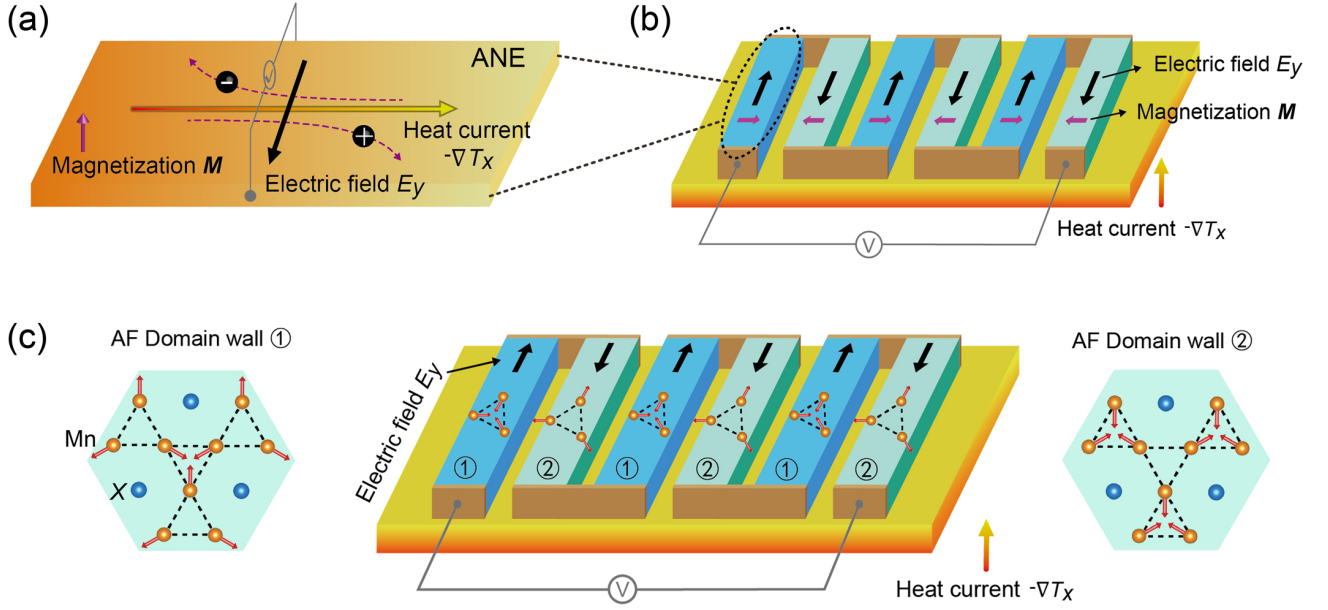 (a)
ANE
−
+
Heat current
-∇Tx
Magnetization M
Electric field Ey
(b)
Electric field Ey
Magnetization M
Heat current -∇Tx
V
(c)
AF Domain wall ①
Mn
X
Electric field Ey
① ② ① ② ① ②
V
Heat current -∇Tx
AF Domain wall ②